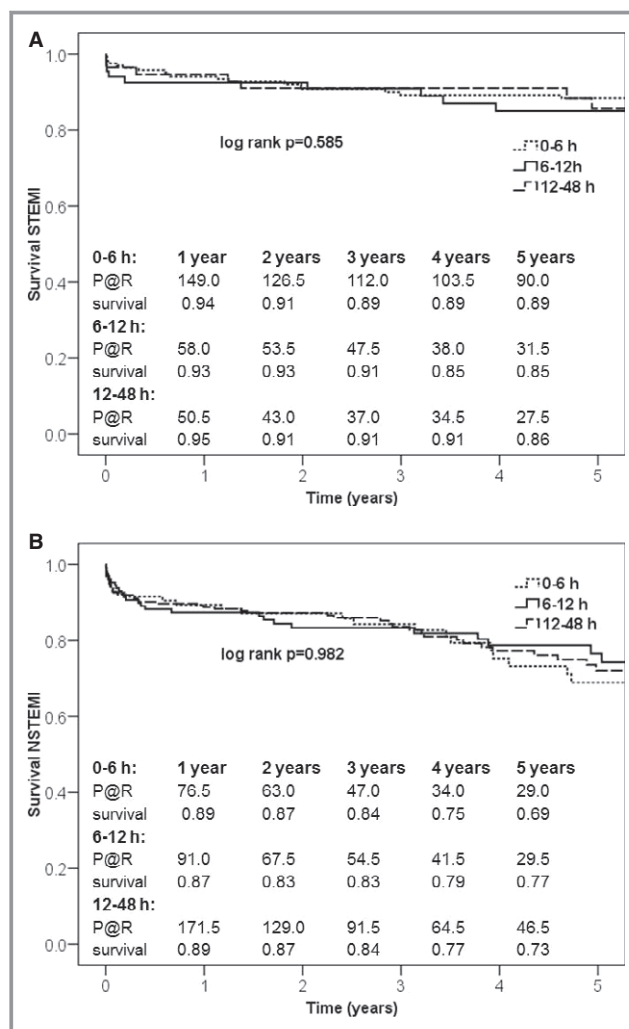 A
1.0
0.8
0.6
0.4
0.2
0.0
Survival STEMI
log rank p=0.585
0-6 h
6-12h
12-48 h
0-6 h: 1 year 2 years 3 years 4 years 5 years
P@R 149.0 126.5 112.0 103.5 90.0
survival 0.94 0.91 0.89 0.89 0.89
6-12 h:
P@R 58.0 53.5 47.5 38.0 31.5
survival 0.93 0.93 0.91 0.85 0.85
12-48 h:
P@R 50.5 43.0 37.0 34.5 27.5
survival 0.95 0.91 0.91 0.91 0.86
0 1 2 3 4 5
Time (years)
B
1.0
0.8
0.6
0.4
0.2
0.0
Survival NSTEMI
log rank p=0.982
0-6 h
6-12 h
12-48 h
0-6 h: 1 year 2 years 3 years 4 years 5 years
P@R 76.5 63.0 47.0 34.0 29.0
survival 0.89 0.87 0.84 0.75 0.69
6-12 h:
P@R 91.0 67.5 54.5 41.5 29.5
survival 0.87 0.83 0.83 0.79 0.77
12-48 h:
P@R 171.5 129.0 91.5 64.5 46.5
survival 0.89 0.87 0.84 0.77 0.73
0 1 2 3 4 5
Time (years)